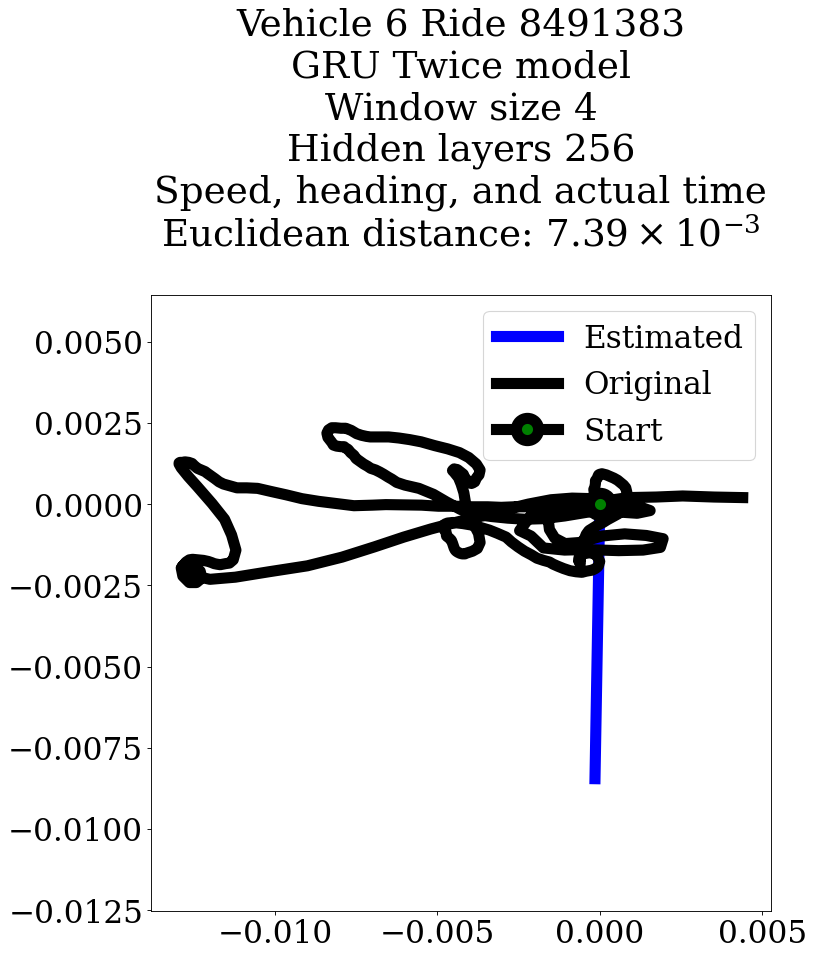 Vehicle 6 Ride 8491383
GRU Twice model
Window size 4
Hidden layers 256
Speed, heading, and actual time
Euclidean distance: 7.39 × 10⁻³
Estimated
Original
Start
0.0050
0.0025
0.0000
−0.0025
−0.0050
−0.0075
−0.0100
−0.0125
−0.010
−0.005
0.000
0.005